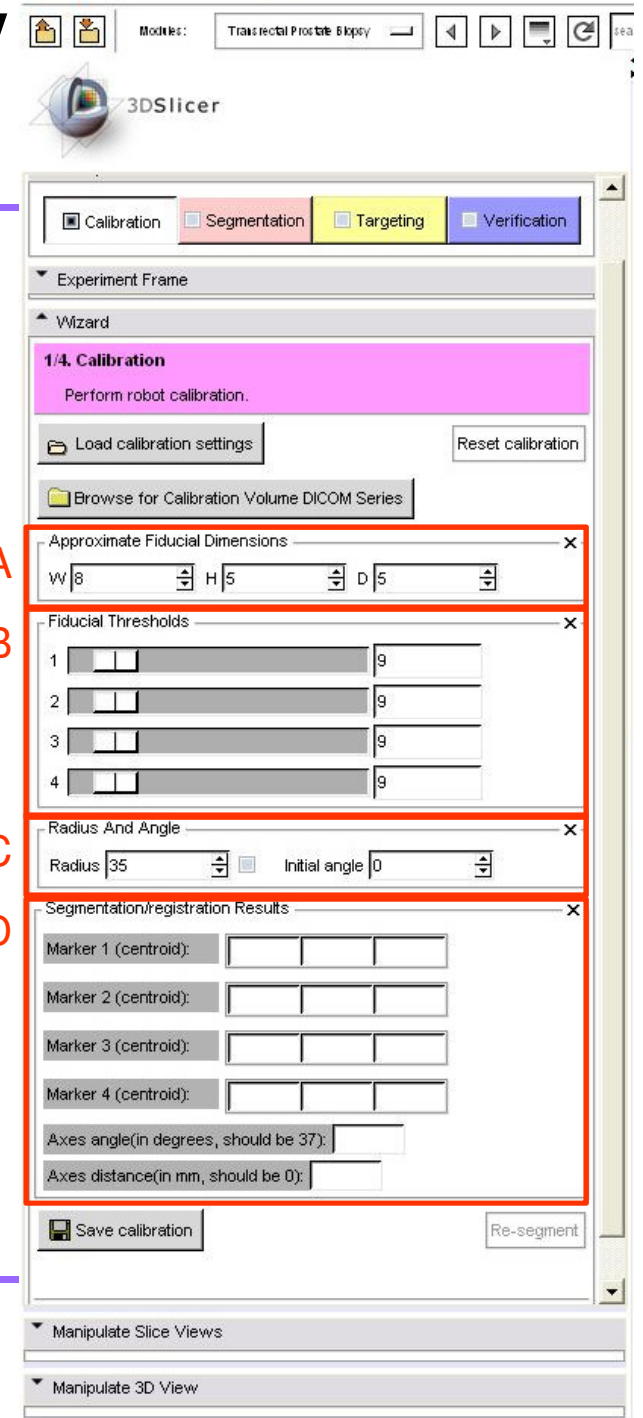 Modules: Transrectal Prostate Biopsy
3DSlicer
Calibration Segmentation Targeting Verification
Experiment Frame
Wizard
1/4. Calibration
Perform robot calibration.
Load calibration settings Reset calibration
Browse for Calibration Volume DICOM Series
Approximate Fiducial Dimensions
A
W 8 H 5 D 5
B
Fiducial Thresholds
1 9
2 9
3 9
4 9
C
Radius And Angle
Radius 35 Initial angle 0
D
Segmentation/registration Results
Marker 1 (centroid):
Marker 2 (centroid):
Marker 3 (centroid):
Marker 4 (centroid):
Axes angle(in degrees, should be 37):
Axes distance(in mm, should be 0):
Save calibration Re-segment
Manipulate Slice Views
Manipulate 3D View